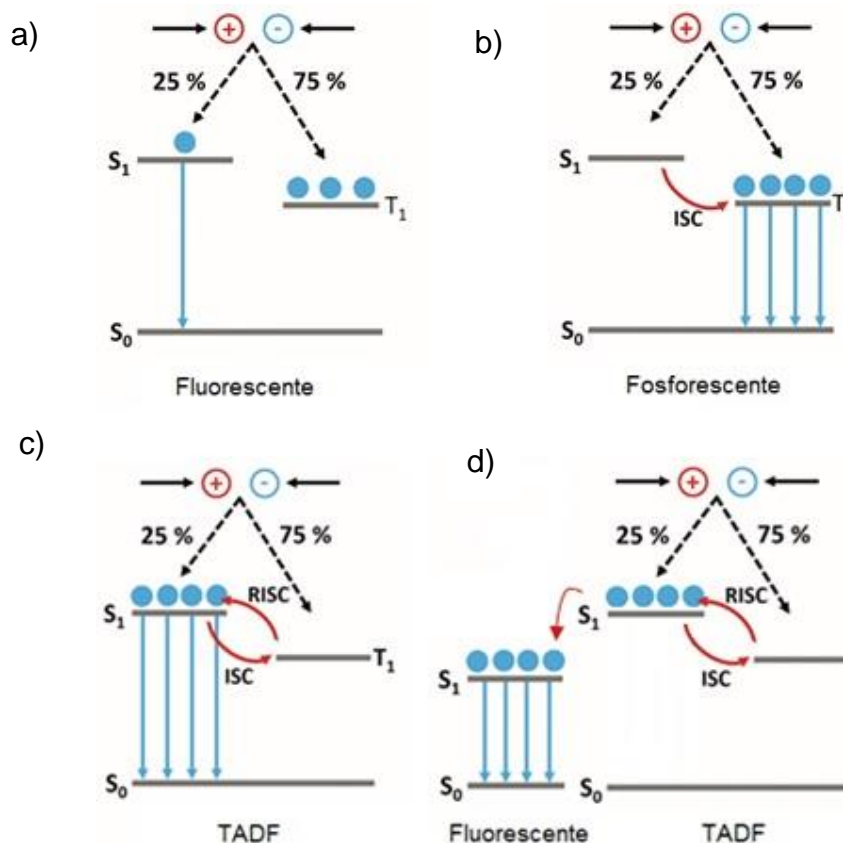 a)
+ -
25 % 75 %
S1
T1
S0
Fluorescente
b)
+ -
25 % 75 %
S1
ISC
T
S0
Fosforescente
c)
+ -
25 % 75 %
RISC
S1
ISC
T1
S0
TADF
d)
+ -
25 % 75 %
RISC
S1
ISC
S1
S0
S0
Fluorescente
TADF